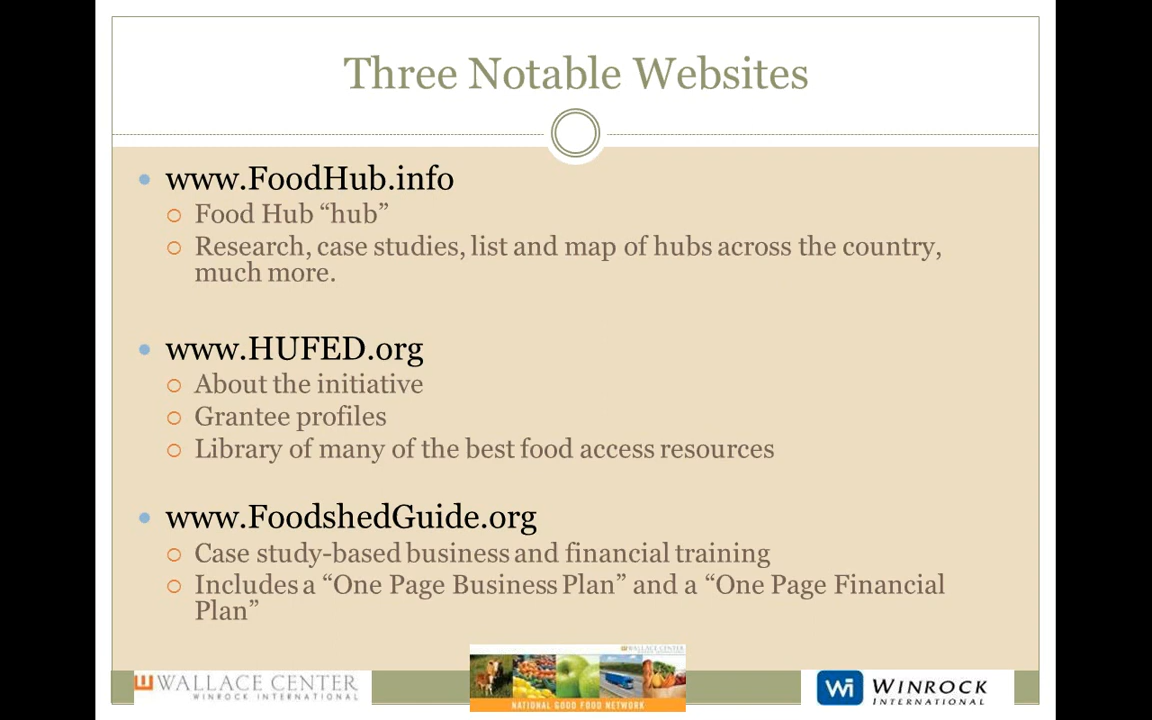 Three Notable Websites
www.FoodHub.info
Food Hub “hub”
Research, case studies, list and map of hubs across the country,
much more.
www.HUFED.org
About the initiative
Grantee profiles
Library of many of the best food access resources
www.FoodshedGuide.org
Case study-based business and financial training
Includes a “One Page Business Plan” and a “One Page Financial
Plan”
WALLACE CENTER
WINROCK INTERNATIONAL
WALLACE CENTER
NATIONAL GOOD FOOD NETWORK
WI WINROCK
INTERNATIONAL